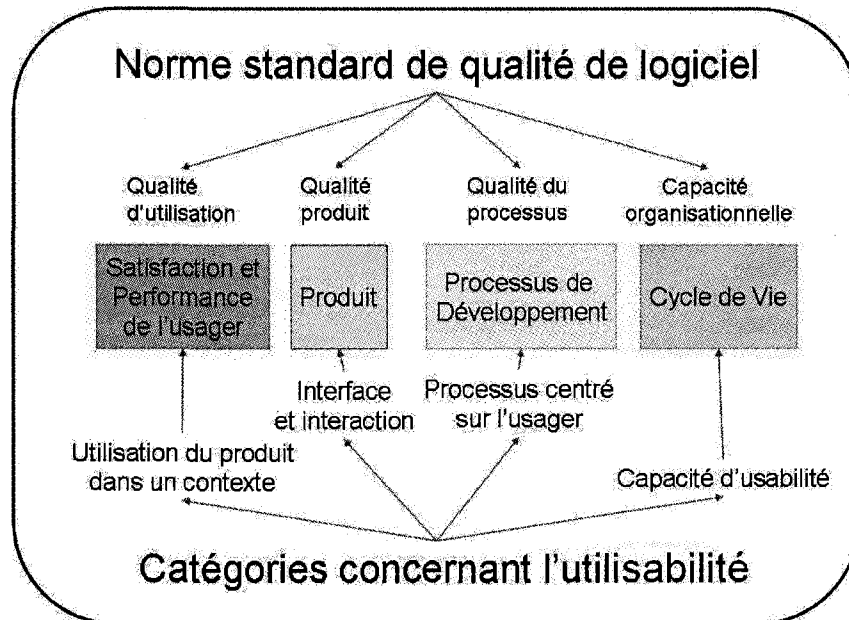 Norme standard de qualité de logiciel
Qualité
d'utilisation
Qualité
produit
Qualité du
processus
Capacité
organisationnelle
Satisfaction et
Performance
de l'usager
Produit
Processus de
Développement
Cycle de Vie
Interface
et interaction
Processus centré
sur l'usager
Utilisation du produit
dans un contexte
Capacité d'usabilité
Catégories concernant l'utilisabilité